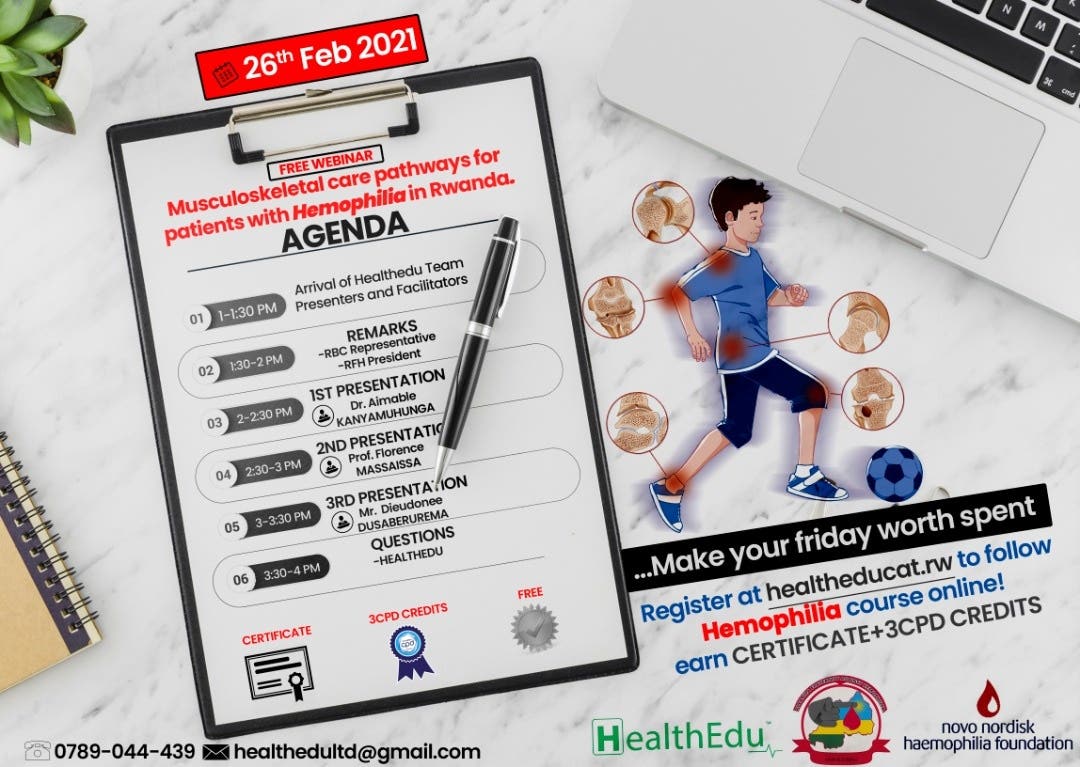 26th Feb 2021
FREE WEBINAR
Musculoskeletal care pathways for
patients with Hemophilia in Rwanda.
AGENDA
01 1-1:30 PM Arrival of Healthedu Team
Presenters and Facilitators
02 1:30-2 PM REMARKS
-RBC Representative
-RFH President
03 2-2:30 PM 1ST PRESENTATION
Dr. Aimable
KANYAMUHUNGA
04 2:30-3 PM 2ND PRESENTATIO
Prof. Florence
MASSAISSA
05 3-3:30 PM 3RD PRESENTATION
Mr. Dieudonee
DUSABERUREMA
06 3:30-4 PM QUESTIONS
-HEALTHEDU
CERTIFICATE
3CPD CREDITS
cpd
FREE
...Make your friday worth spent
Register at healtheducat.rw to follow
Hemophilia course online!
earn CERTIFICATE+3CPD CREDITS
0789-044-439 healthedultd@gmail.com
HealthEdu
novo nordisk
haemophilia foundation
cmd